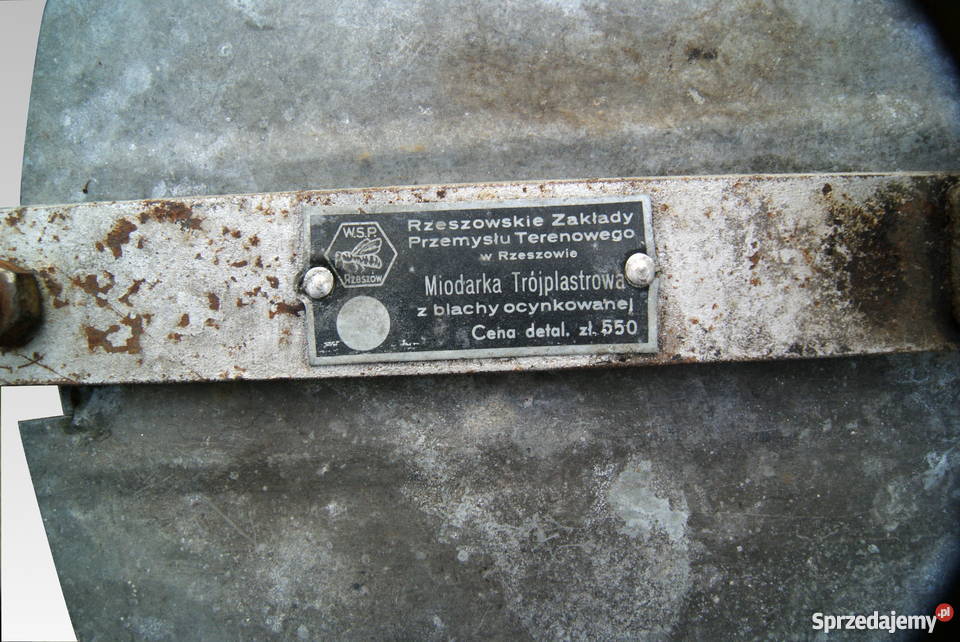 W.S.P.
Rzeszów
Rzeszowskie Zakłady
Przemysłu Terenowego
w Rzeszowie
Miodarka Trójplastrowa
z blachy ocynkowanej
Cena detal. zł. 550
Sprzedajemy.pl